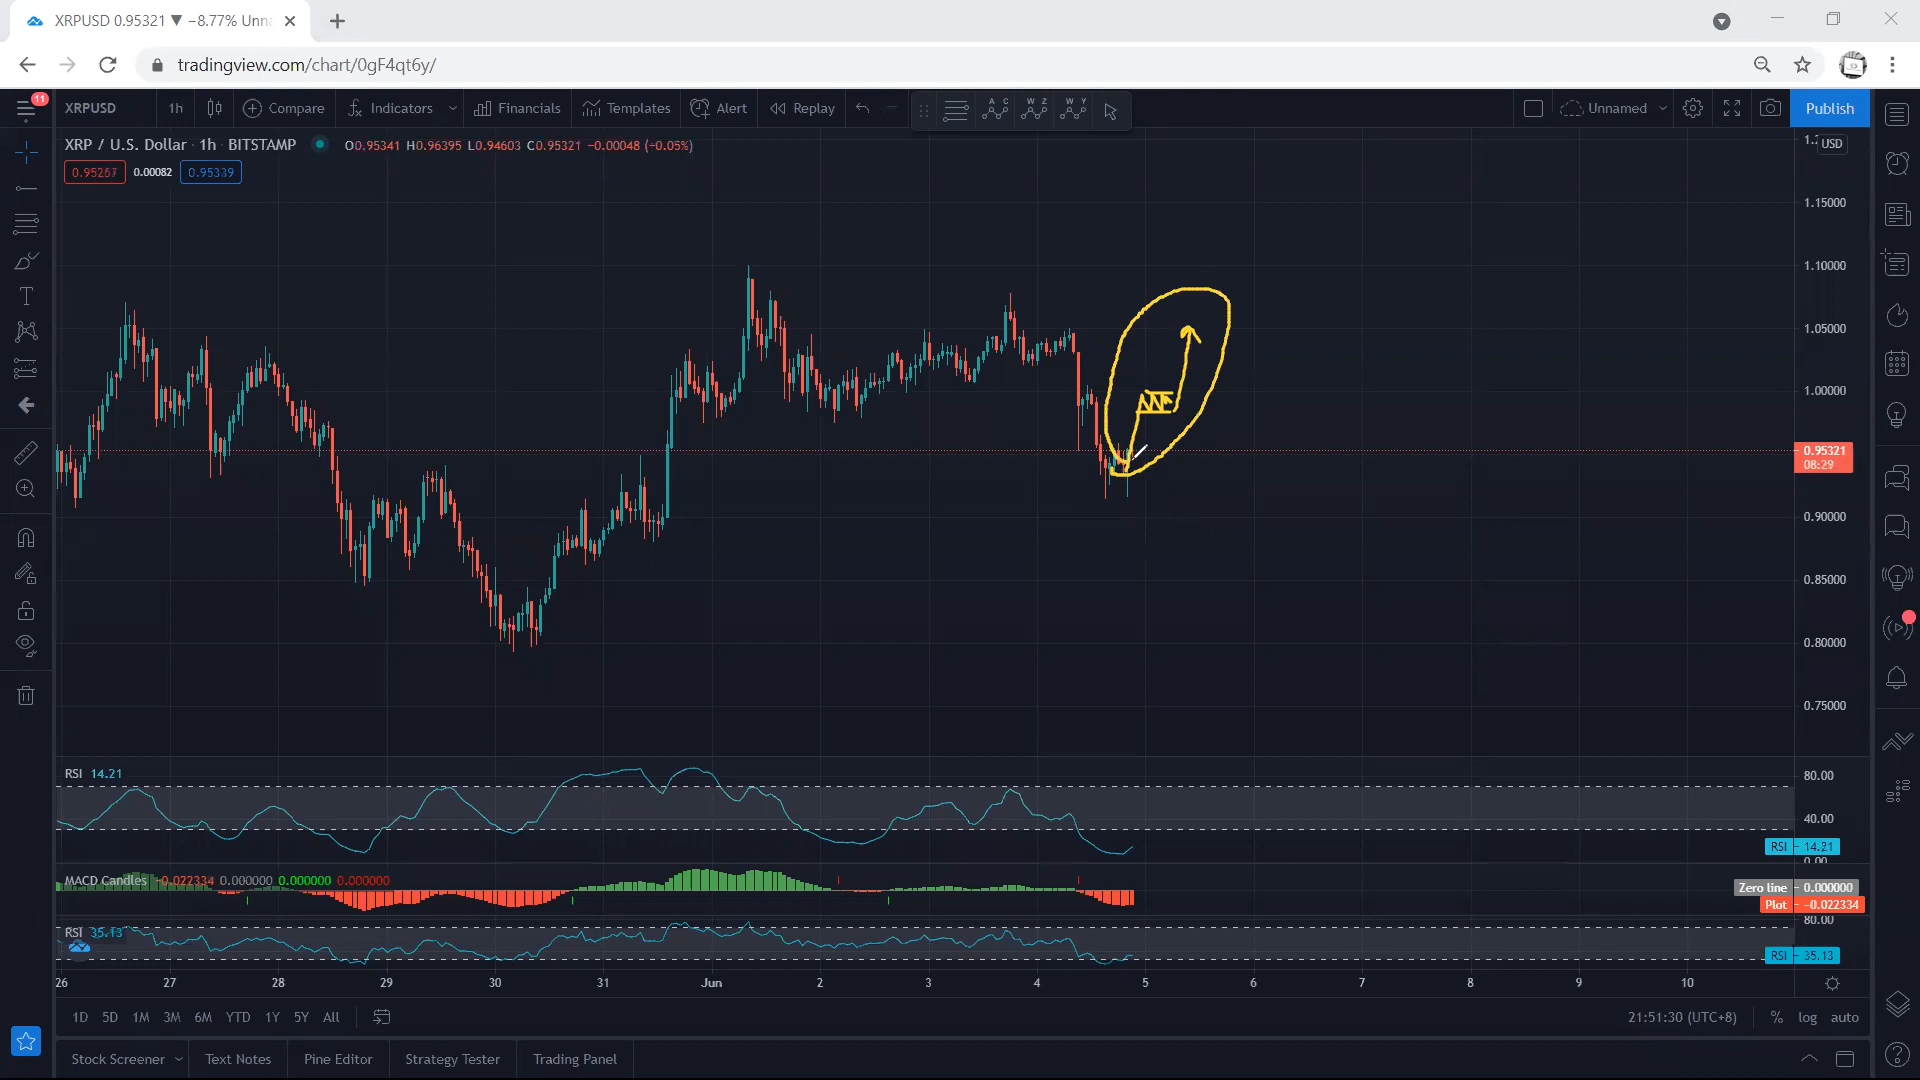 XRPUSD 0.95321 ▼ −8.77% Unna
tradingview.com/chart/0gF4qt6y/
11
XRPUSD 1h Compare Indicators Financials Templates Alert Replay Unnamed Publish
A C W Z W Y
XRP / U.S. Dollar · 1h · BITSTAMP O0.95341 H0.96395 L0.94603 C0.95321 −0.00048 (−0.05%)
USD
0.95267 0.00082 0.95339
1.15000
1.10000
1.05000
1.00000
0.95321
08:29
0.90000
0.85000
0.80000
0.75000
RSI 14.21
80.00
40.00
RSI 14.21
0.00
MACD Candles −0.022334 0.000000 0.000000 0.000000
Zero line 0.000000
Plot −0.022334
80.00
RSI 35.13
RSI 35.13
26 27 28 29 30 31 Jun 2 3 4 5 6 7 8 9 10
1D 5D 1M 3M 6M YTD 1Y 5Y All 21:51:30 (UTC+8) % log auto
Stock Screener Text Notes Pine Editor Strategy Tester Trading Panel